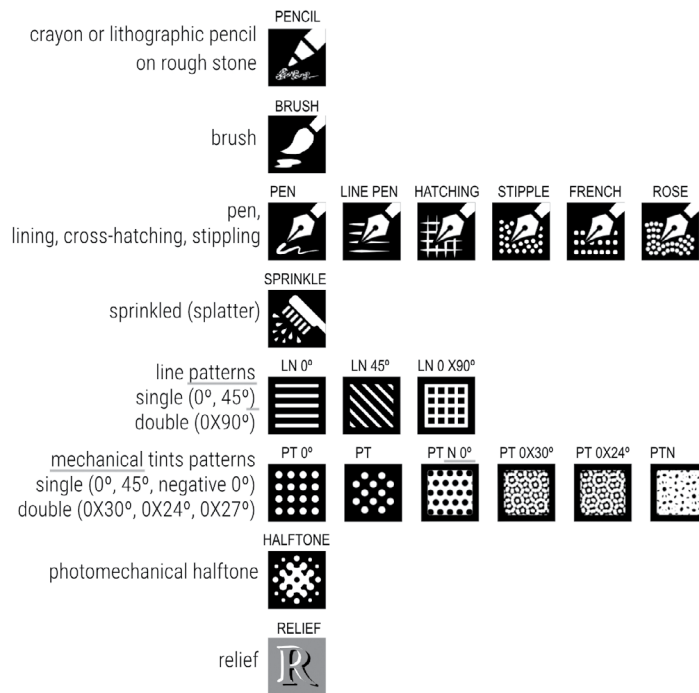 PENCIL
crayon or lithographic pencil
on rough stone
BRUSH
brush
PEN LINE PEN HATCHING STIPPLE FRENCH ROSE
pen,
lining, cross-hatching, stippling
SPRINKLE
sprinkled (splatter)
LN 0º LN 45º LN 0 X90º
line patterns
single (0º, 45º)
double (0X90º)
PT 0º PT PT N 0º PT 0X30º PT 0X24º PTN
mechanical tints patterns
single (0º, 45º, negative 0º)
double (0X30º, 0X24º, 0X27º)
HALFTONE
photomechanical halftone
RELIEF
relief
R